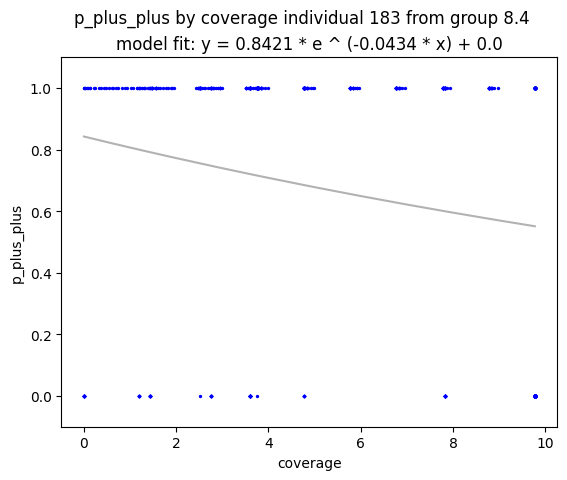 p_plus_plus by coverage individual 183 from group 8.4
model fit: y = 0.8421 * e ^ (-0.0434 * x) + 0.0
1.0
0.8
0.6
0.4
0.2
0.0
p_plus_plus
0 2 4 6 8 10
coverage